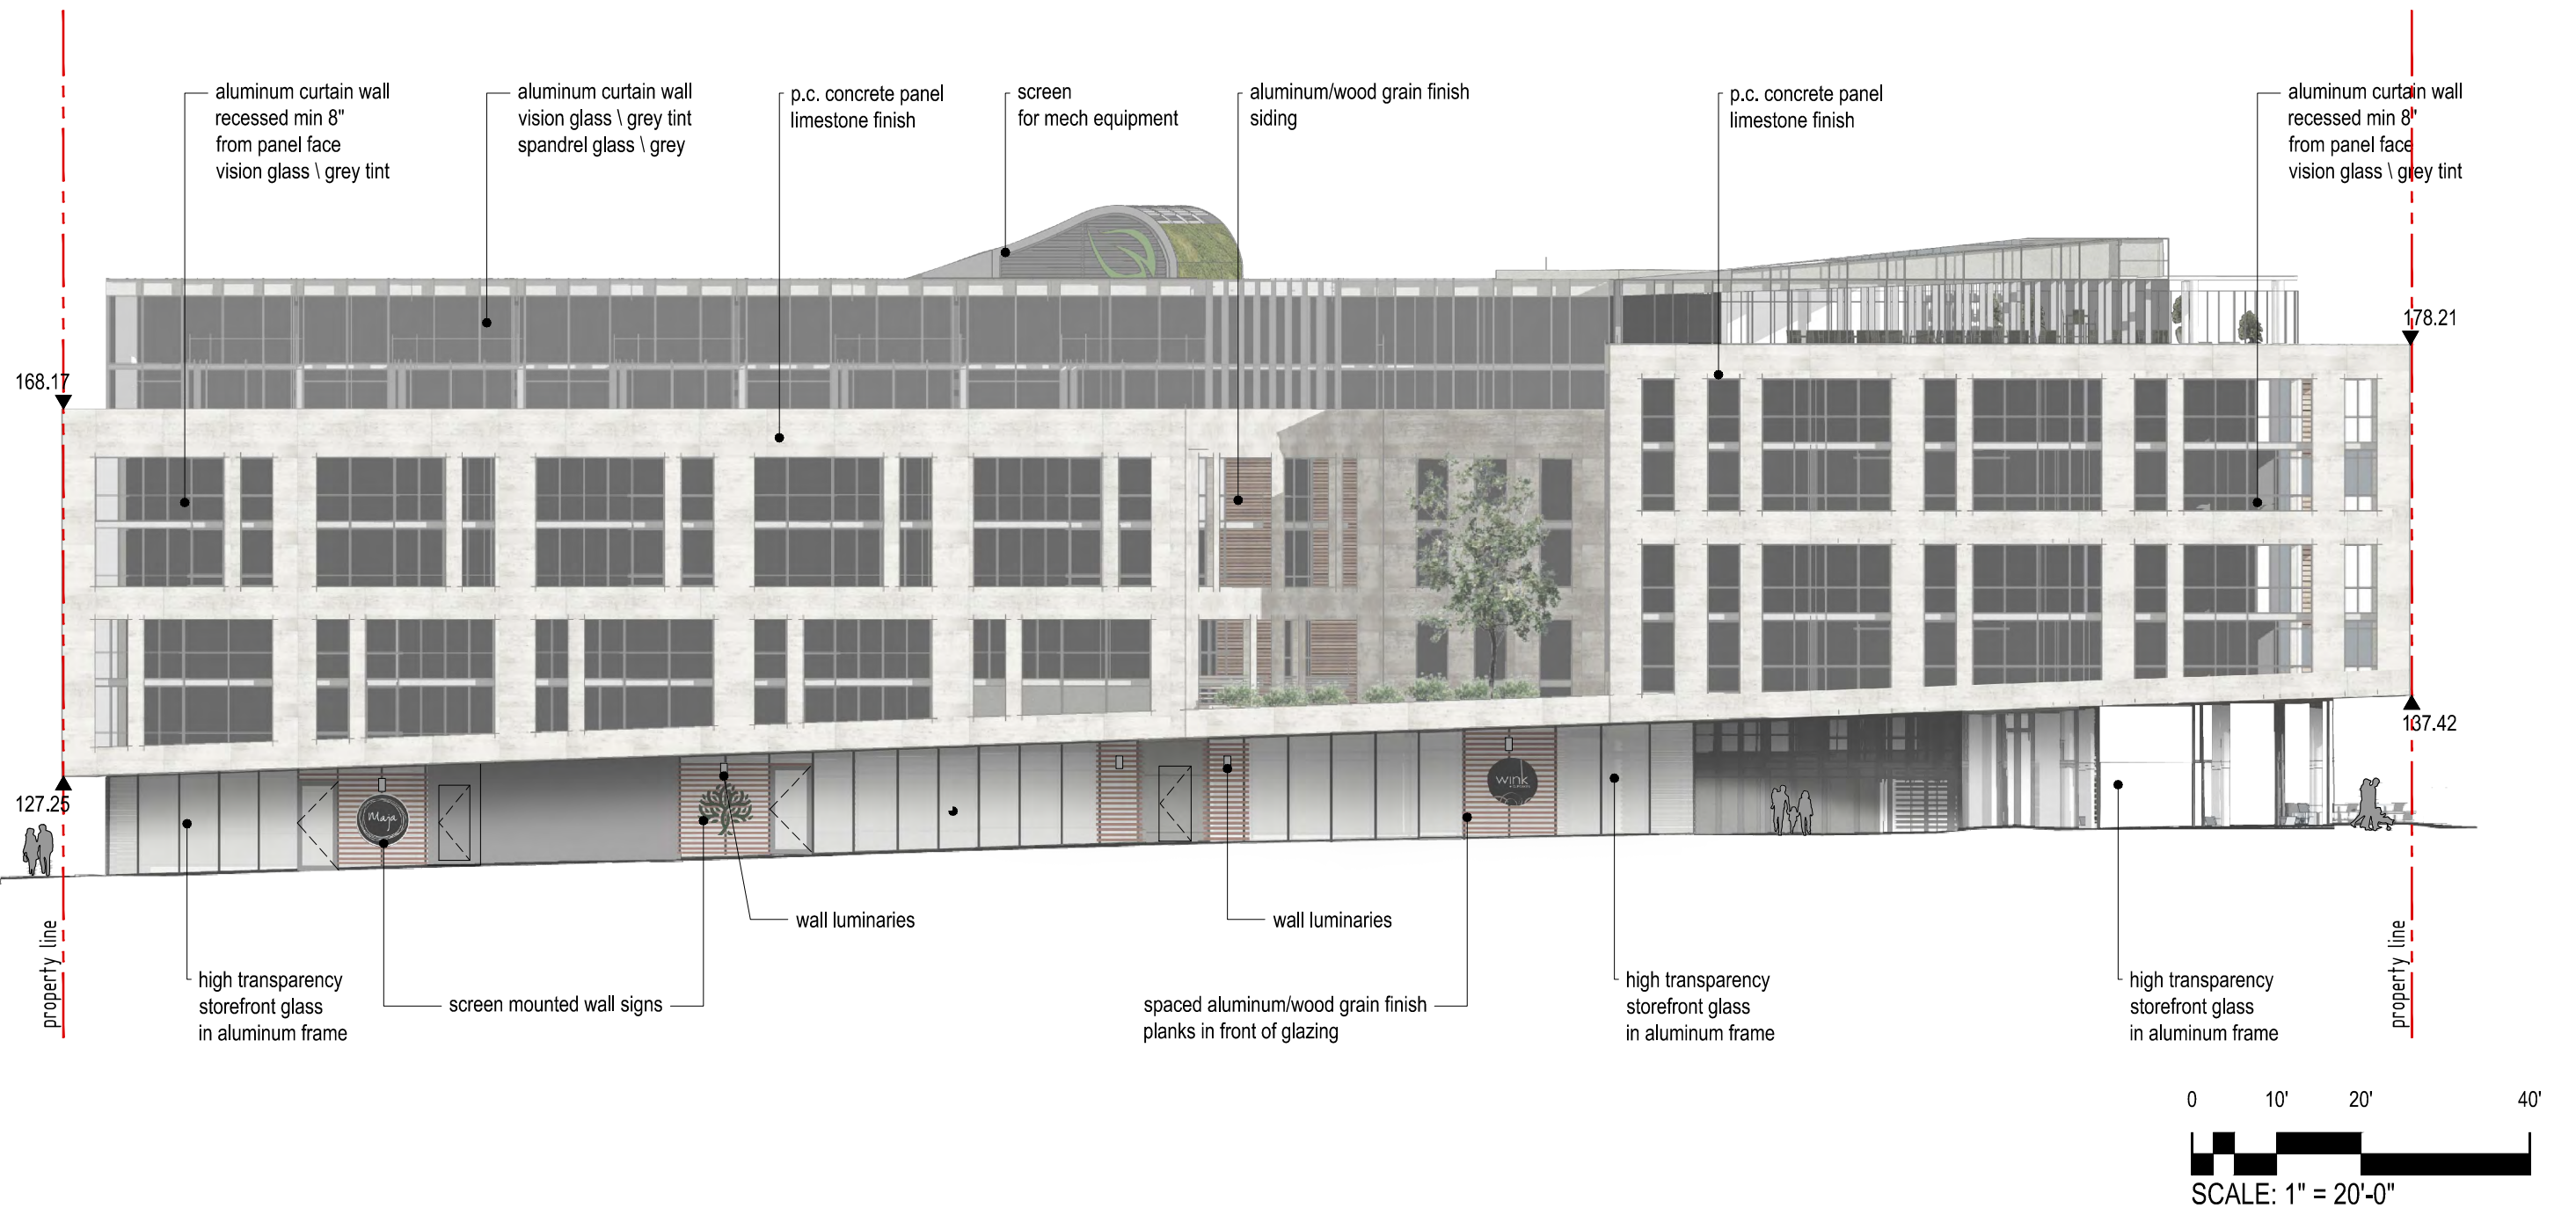 aluminum curtain wall
recessed min 8"
from panel face
vision glass \ grey tint
aluminum curtain wall
vision glass \ grey tint
spandrel glass \ grey
p.c. concrete panel
limestone finish
screen
for mech equipment
aluminum/wood grain finish
siding
p.c. concrete panel
limestone finish
aluminum curtain wall
recessed min 8"
from panel face
vision glass \ grey tint
178.21
168.17
137.42
127.25
Maja
wink
wall luminaries
wall luminaries
property line
high transparency
storefront glass
in aluminum frame
screen mounted wall signs
spaced aluminum/wood grain finish
planks in front of glazing
high transparency
storefront glass
in aluminum frame
high transparency
storefront glass
in aluminum frame
property line
0 10' 20' 40'
SCALE: 1" = 20'-0"